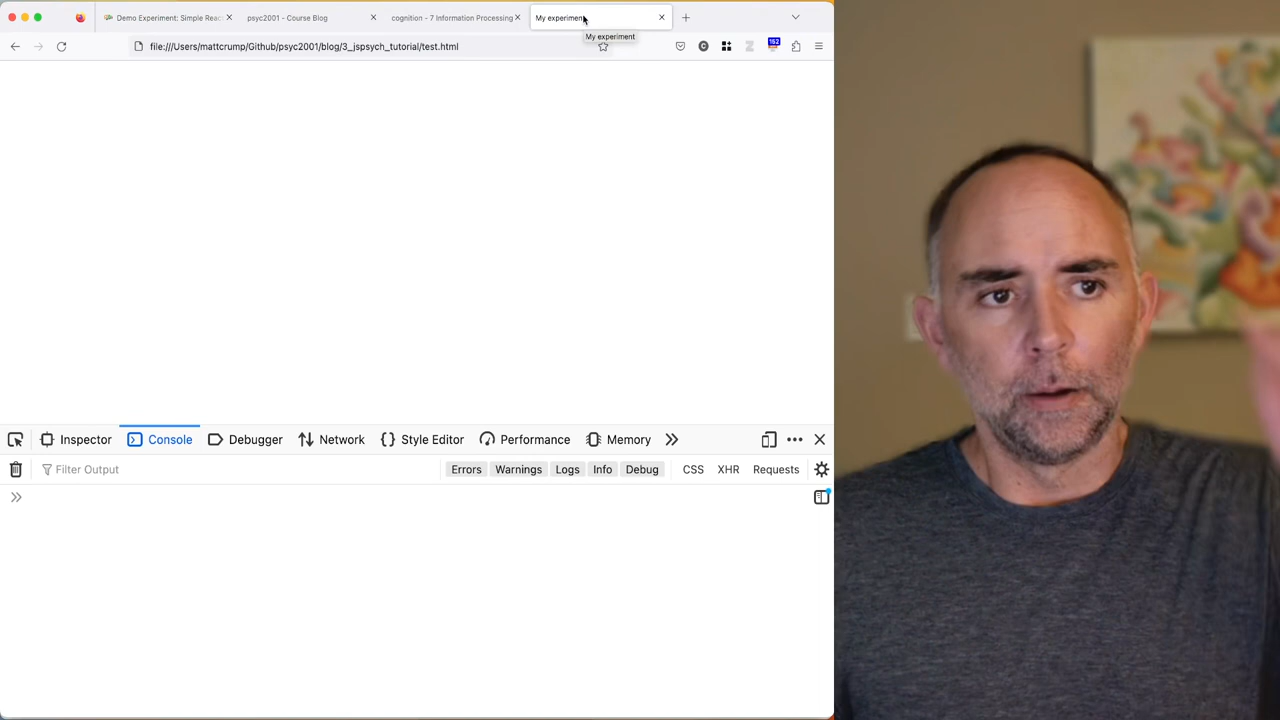 Demo Experiment: Simple Reac
psyc2001 - Course Blog
cognition - 7 Information Processing
My experiment
file:///Users/mattcrump/Github/psyc2001/blog/3_jspsych_tutorial/test.html
My experiment
152
Inspector
Console
Debugger
Network
Style Editor
Performance
Memory
Filter Output
Errors
Warnings
Logs
Info
Debug
CSS
XHR
Requests